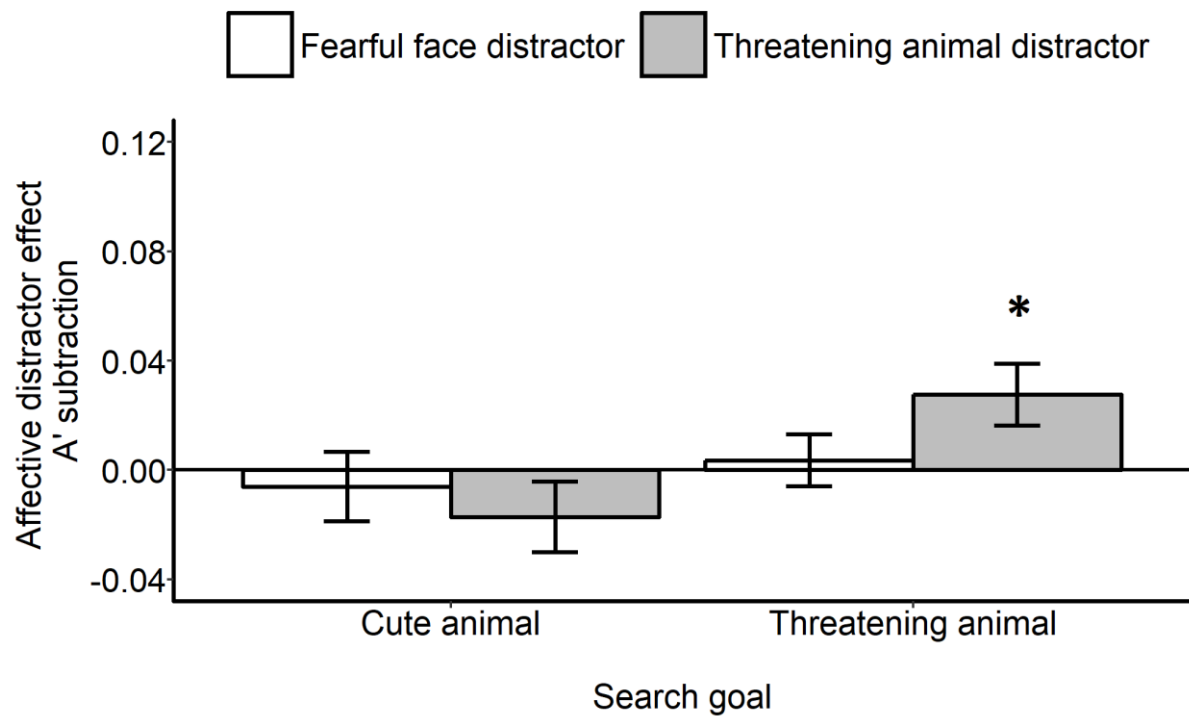 Fearful face distractor Threatening animal distractor
Affective distractor effect
A' subtraction
0.12
0.08
0.04
0.00
-0.04
*
Cute animal Threatening animal
Search goal